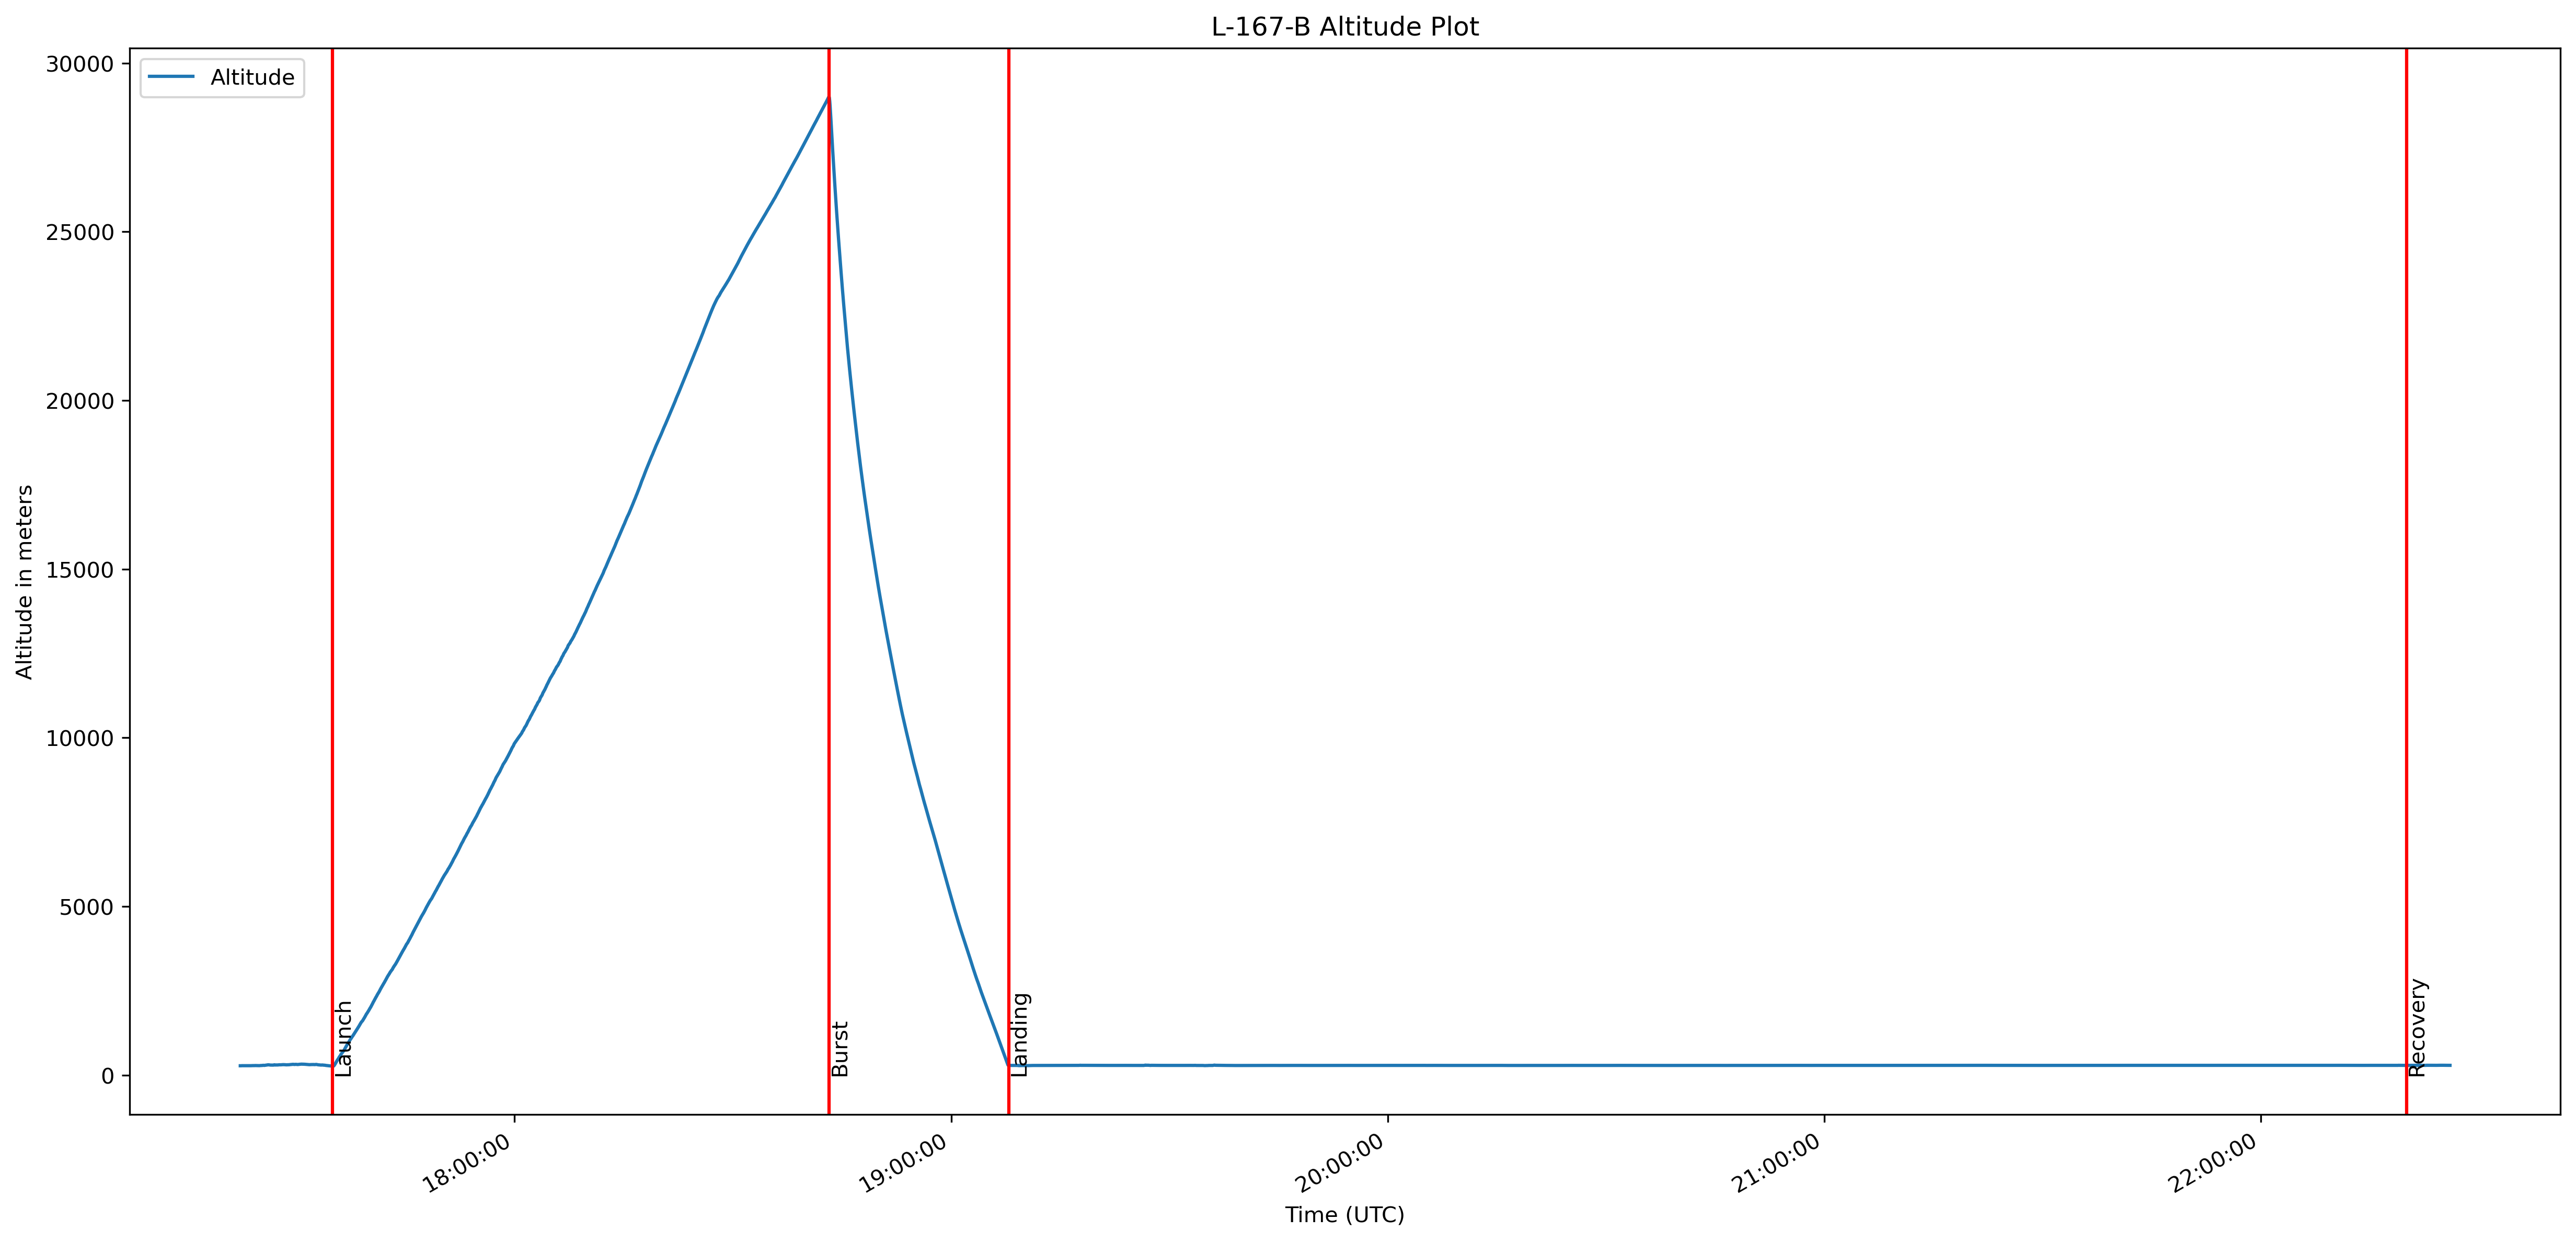 L-167-B Altitude Plot
Altitude
30000
25000
20000
15000
10000
5000
0
Altitude in meters
Launch
Burst
Landing
Recovery
18:00:00
19:00:00
20:00:00
21:00:00
22:00:00
Time (UTC)